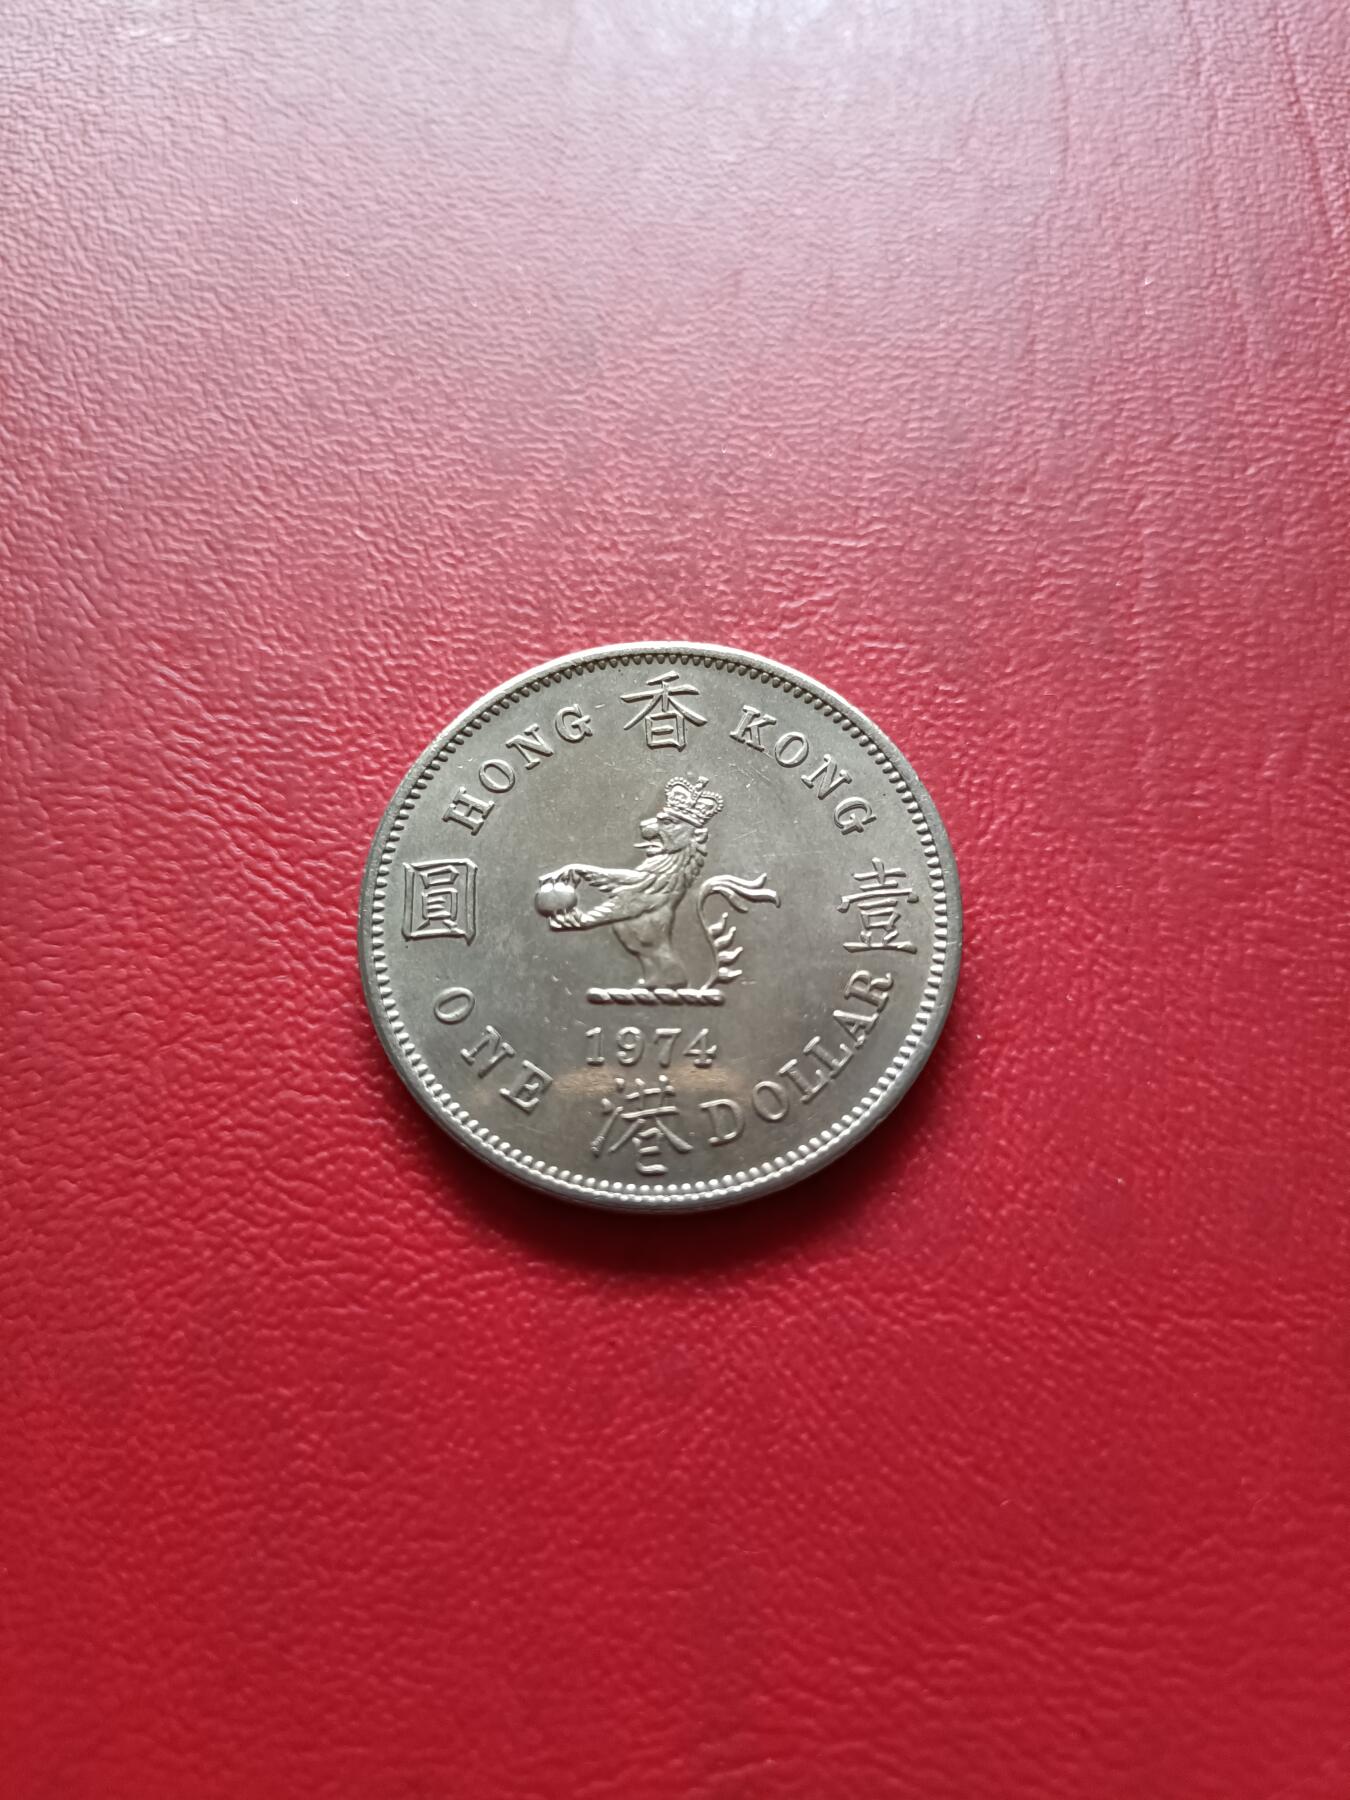 HONG 香 KONG
圓 壹
1974
ONE 港 DOLLAR